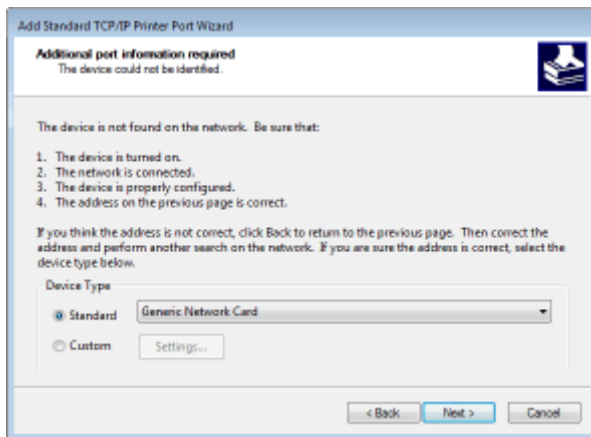 Add Standard TCP/IP Printer Port Wizard
Additional port information required
The device could not be identified.
The device is not found on the network. Be sure that:
1. The device is turned on.
2. The network is connected.
3. The device is properly configured.
4. The address on the previous page is correct.
If you think the address is not correct, click Back to return to the previous page. Then correct the
address and perform another search on the network. If you are sure the address is correct, select the
device type below.
Device Type
Standard
Generic Network Card
Custom
Settings...
< Back
Next >
Cancel